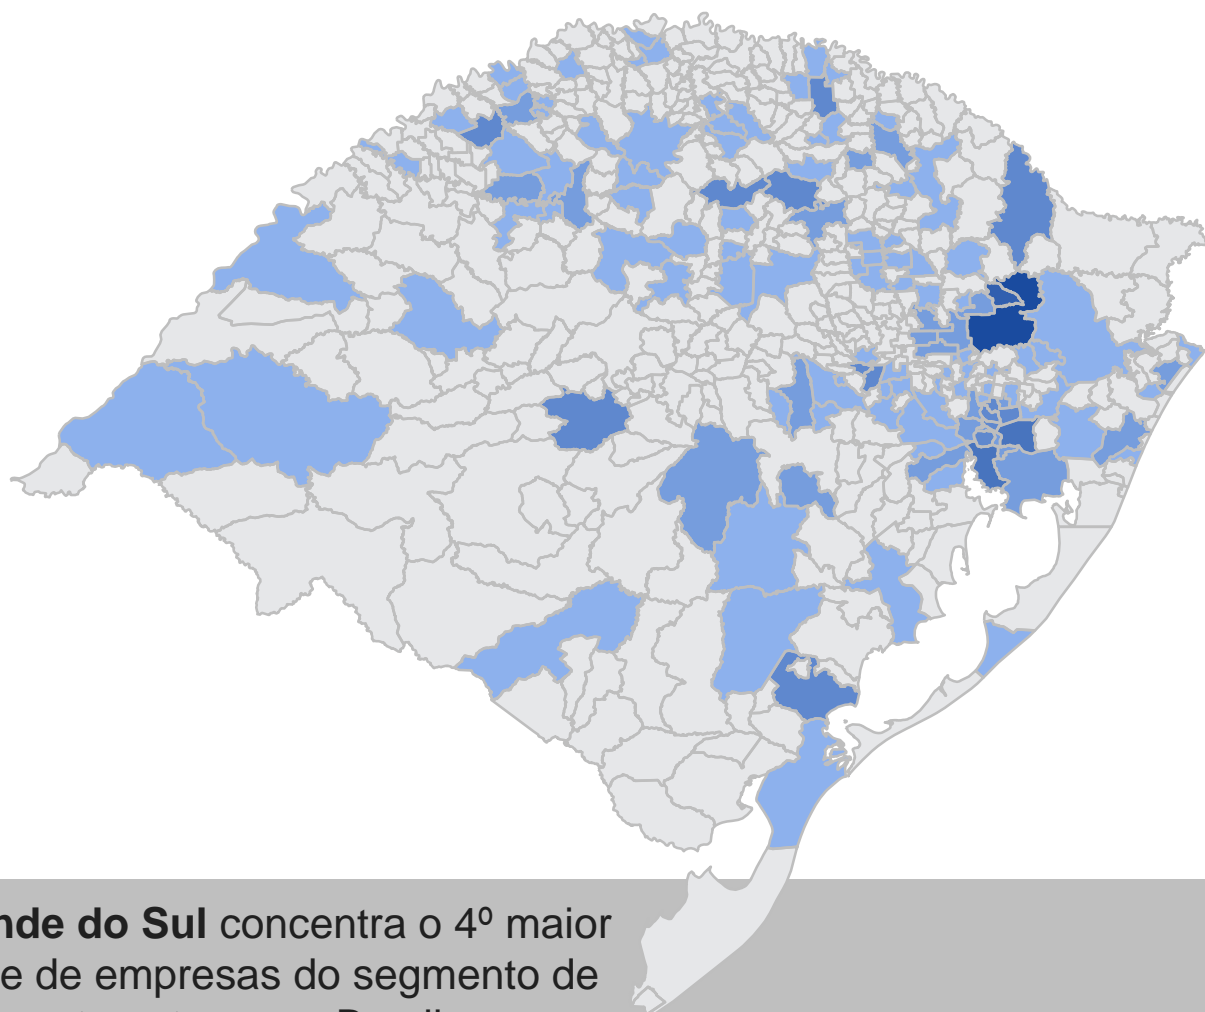 nde do Sul concentra o 4º maior
e de empresas do segmento de